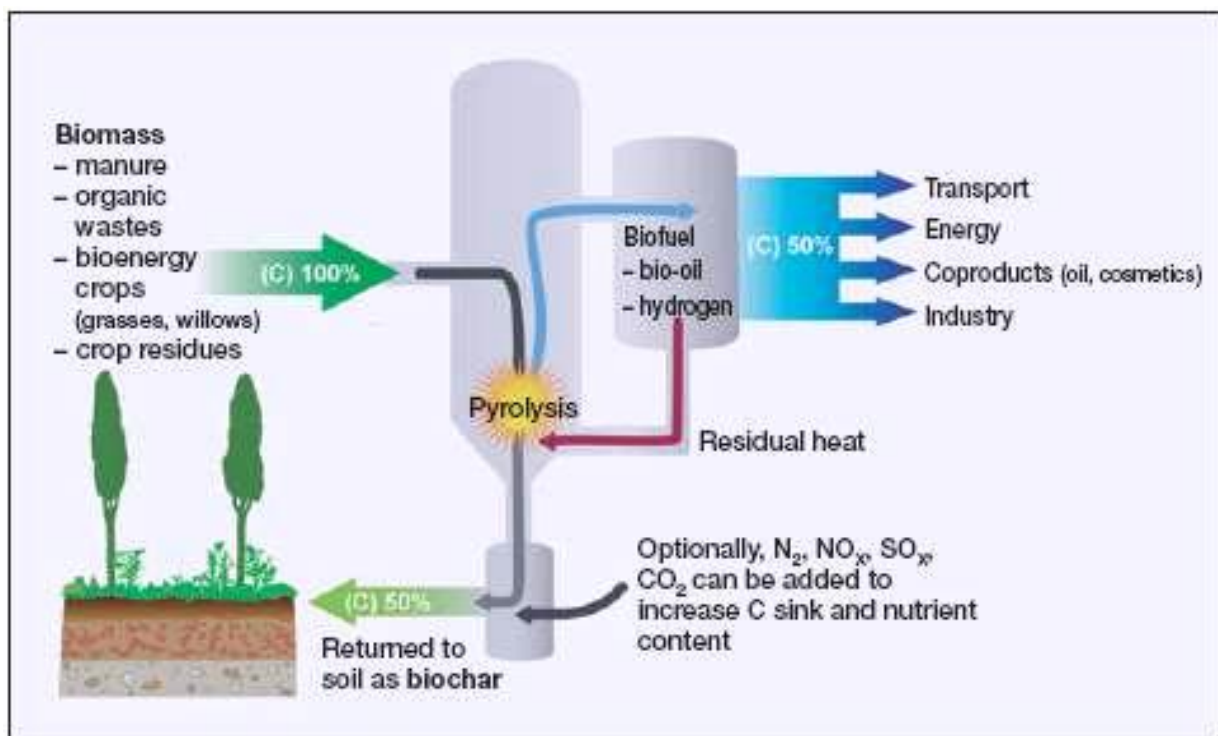 Biomass
– manure
– organic
wastes
– bioenergy
crops
(grasses, willows)
– crop residues
(C) 100%
Pyrolysis
Biofuel
– bio-oil
– hydrogen
(C) 50%
Transport
Energy
Coproducts (oil, cosmetics)
Industry
Residual heat
Optionally, N₂, NOₓ, SOₓ,
CO₂ can be added to
increase C sink and nutrient
content
(C) 50%
Returned to
soil as biochar